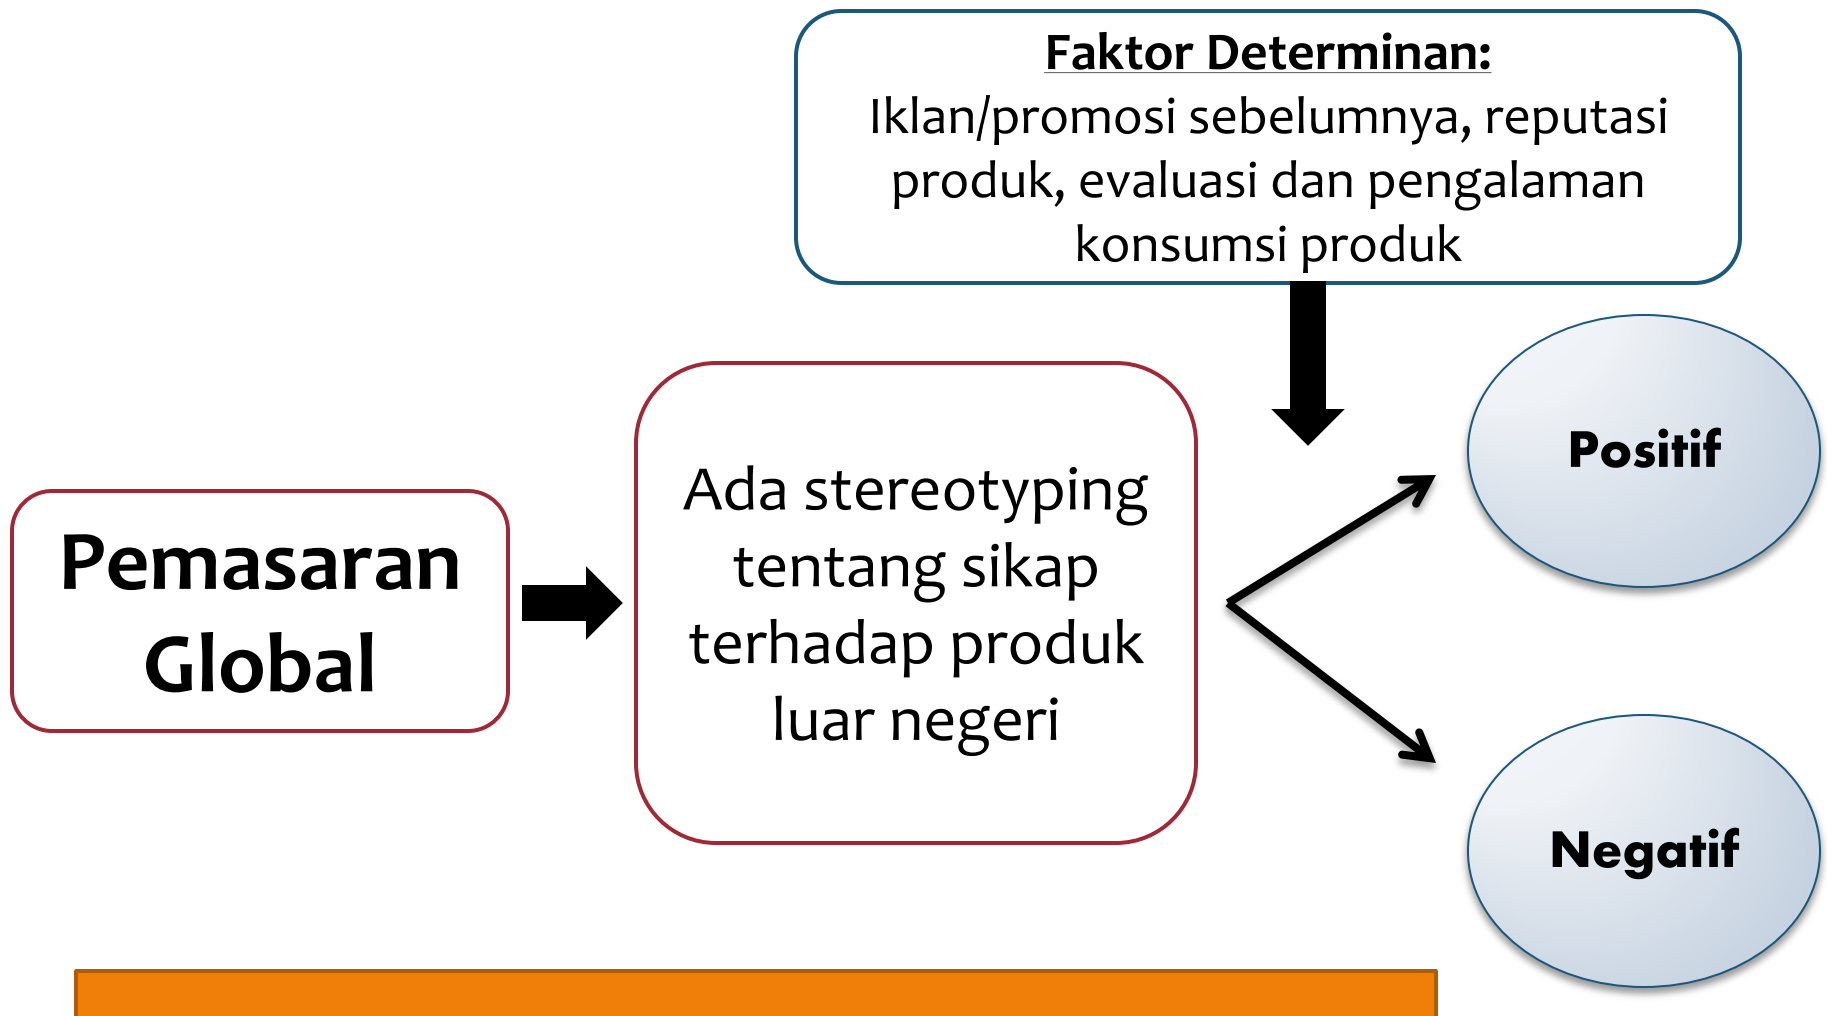 Faktor Determinan:
Iklan/promosi sebelumnya, reputasi
produk, evaluasi dan pengalaman
konsumsi produk
Pemasaran
Global
Ada stereotyping
tentang sikap
terhadap produk
luar negeri
Positif
Negatif